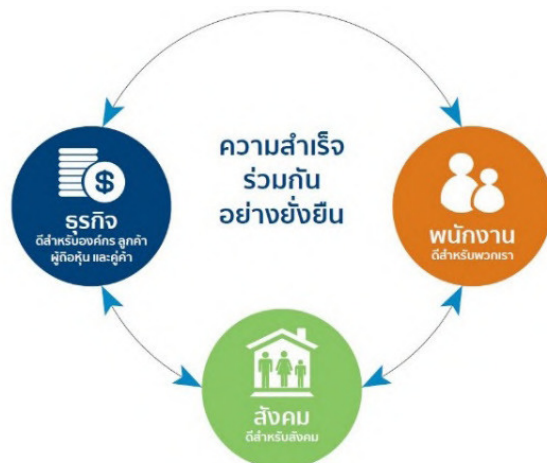 ความสำเร็จ
ร่วมกัน
อย่างยั่งยืน
$
ธุรกิจ
ดีสำหรับองค์กร ลูกค้า
ผู้ถือหุ้น และคู่ค้า
พนักงาน
ดีสำหรับพวกเรา
สังคม
ดีสำหรับสังคม